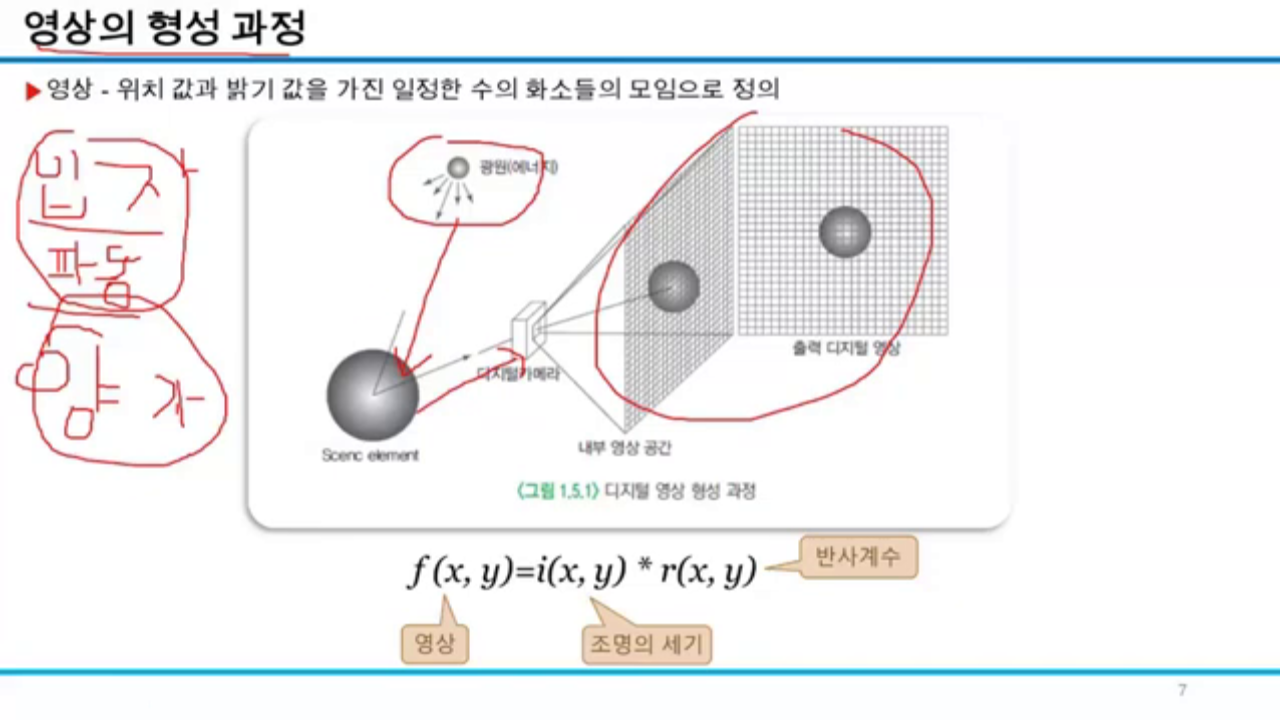 영상의 형성 과정
▶영상 - 위치 값과 밝기 값을 가진 일정한 수의 화소들의 모임으로 정의
입자
파동
양자
광원(에너지)
디지털카메라
Scenc element
내부 영상 공간
출력 디지털 영상
〈그림 1.5.1〉 디지털 영상 형성 과정
f(x, y)=i(x, y) * r(x, y)
반사계수
영상
조명의 세기
7